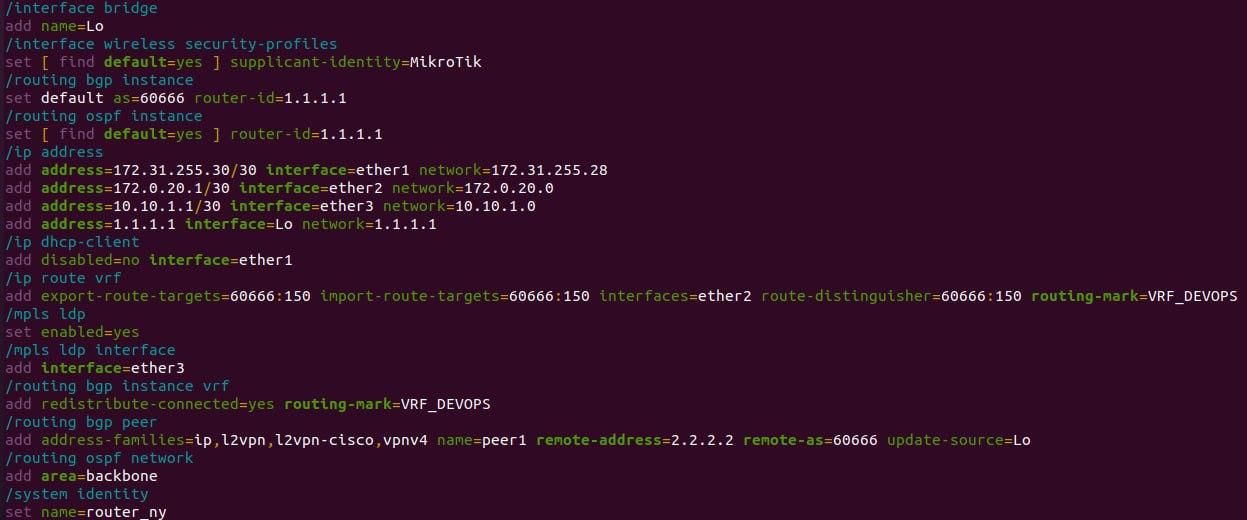 /interface bridge
add name=Lo
/interface wireless security-profiles
set [ find default=yes ] supplicant-identity=MikroTik
/routing bgp instance
set default as=60666 router-id=1.1.1.1
/routing ospf instance
set [ find default=yes ] router-id=1.1.1.1
/ip address
add address=172.31.255.30/30 interface=ether1 network=172.31.255.28
add address=172.0.20.1/30 interface=ether2 network=172.0.20.0
add address=10.10.1.1/30 interface=ether3 network=10.10.1.0
add address=1.1.1.1 interface=Lo network=1.1.1.1
/ip dhcp-client
add disabled=no interface=ether1
/ip route vrf
add export-route-targets=60666:150 import-route-targets=60666:150 interfaces=ether2 route-distinguisher=60666:150 routing-mark=VRF_DEVOPS
/mpls ldp
set enabled=yes
/mpls ldp interface
add interface=ether3
/routing bgp instance vrf
add redistribute-connected=yes routing-mark=VRF_DEVOPS
/routing bgp peer
add address-families=ip,l2vpn,l2vpn-cisco,vpnv4 name=peer1 remote-address=2.2.2.2 remote-as=60666 update-source=Lo
/routing ospf network
add area=backbone
/system identity
set name=router_ny